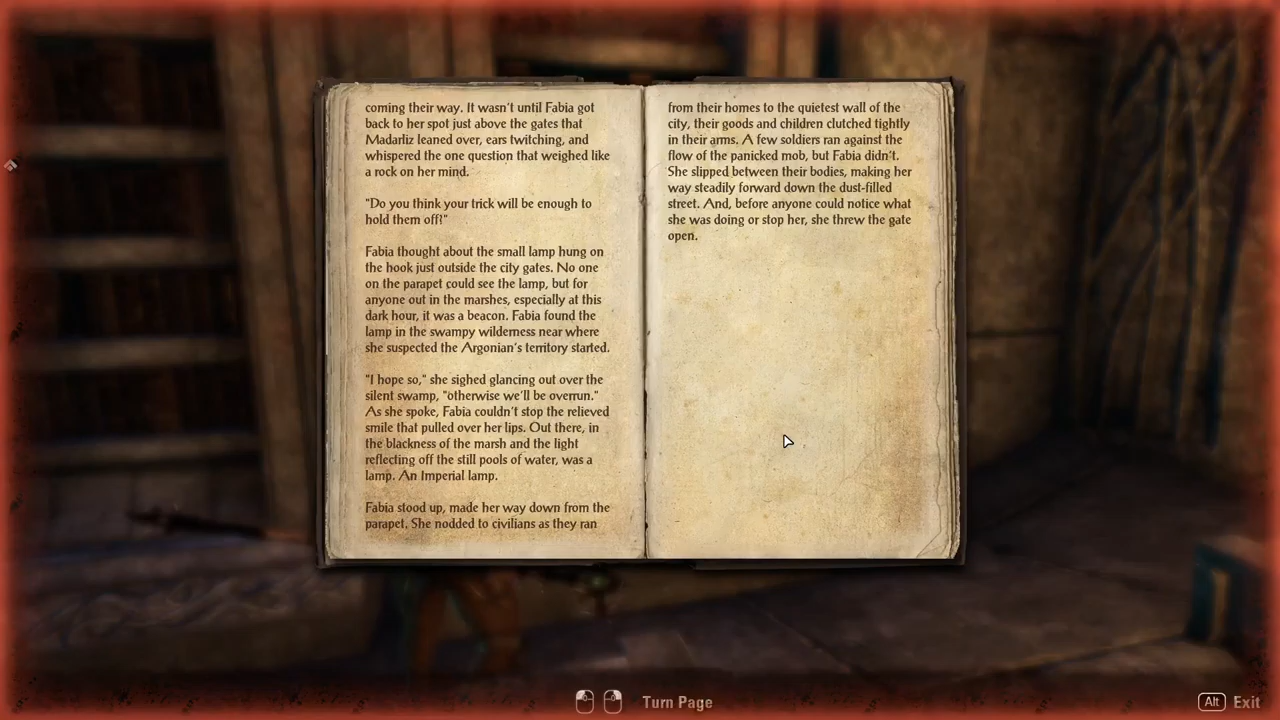 coming their way. It wasn't until Fabia got
back to her spot just above the gates that
Madarliz leaned over, ears twitching, and
whispered the one question that weighed like
a rock on her mind.
"Do you think your trick will be enough to
hold them off?"
Fabia thought about the small lamp hung on
the hook just outside the city gates. No one
on the parapet could see the lamp, but for
anyone out in the marshes, especially at this
dark hour, it was a beacon. Fabia found the
lamp in the swampy wilderness near where
she suspected the Argonian's territory started.
"I hope so," she sighed glancing out over the
silent swamp, "otherwise we'll be overrun."
As she spoke, Fabia couldn't stop the relieved
smile that pulled over her lips. Out there, in
the blackness of the marsh and the light
reflecting off the still pools of water, was a
lamp. An Imperial lamp.
Fabia stood up, made her way down from the
parapet. She nodded to civilians as they ran
from their homes to the quietest wall of the
city, their goods and children clutched tightly
in their arms. A few soldiers ran against the
flow of the panicked mob, but Fabia didn't.
She slipped between their bodies, making her
way steadily forward down the dust-filled
street. And, before anyone could notice what
she was doing or stop her, she threw the gate
open.
Turn Page
Alt Exit